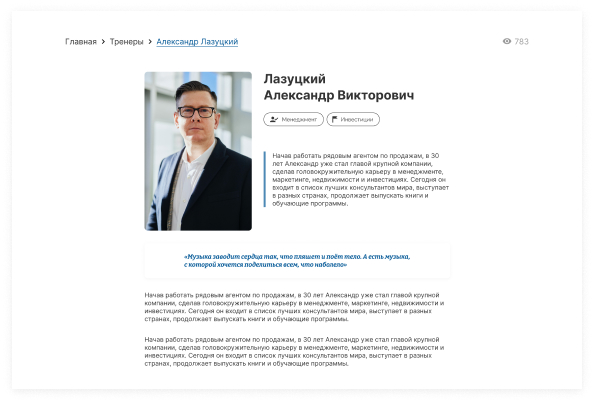 Главная > Тренеры > Александр Лазуцкий
783
Лазуцкий
Александр Викторович
Менеджмент Инвестиции
Начав работать рядовым агентом по продажам, в 30
лет Александр уже стал главой крупной компании,
сделав головокружительную карьеру в менеджменте,
маркетинге, недвижимости и инвестициях. Сегодня он
входит в список лучших консультантов мира, выступает
в разных странах, продолжает выпускать книги и
обучающие программы.
«Музыка заводит сердца так, что пляшет и поёт тело. А есть музыка,
с которой хочется поделиться всем, что наболело»
Начав работать рядовым агентом по продажам, в 30 лет Александр уже стал главой крупной
компании, сделав головокружительную карьеру в менеджменте, маркетинге, недвижимости и
инвестициях. Сегодня он входит в список лучших консультантов мира, выступает в разных
странах, продолжает выпускать книги и обучающие программы.
Начав работать рядовым агентом по продажам, в 30 лет Александр уже стал главой крупной
компании, сделав головокружительную карьеру в менеджменте, маркетинге, недвижимости и
инвестициях. Сегодня он входит в список лучших консультантов мира, выступает в разных
странах, продолжает выпускать книги и обучающие программы.